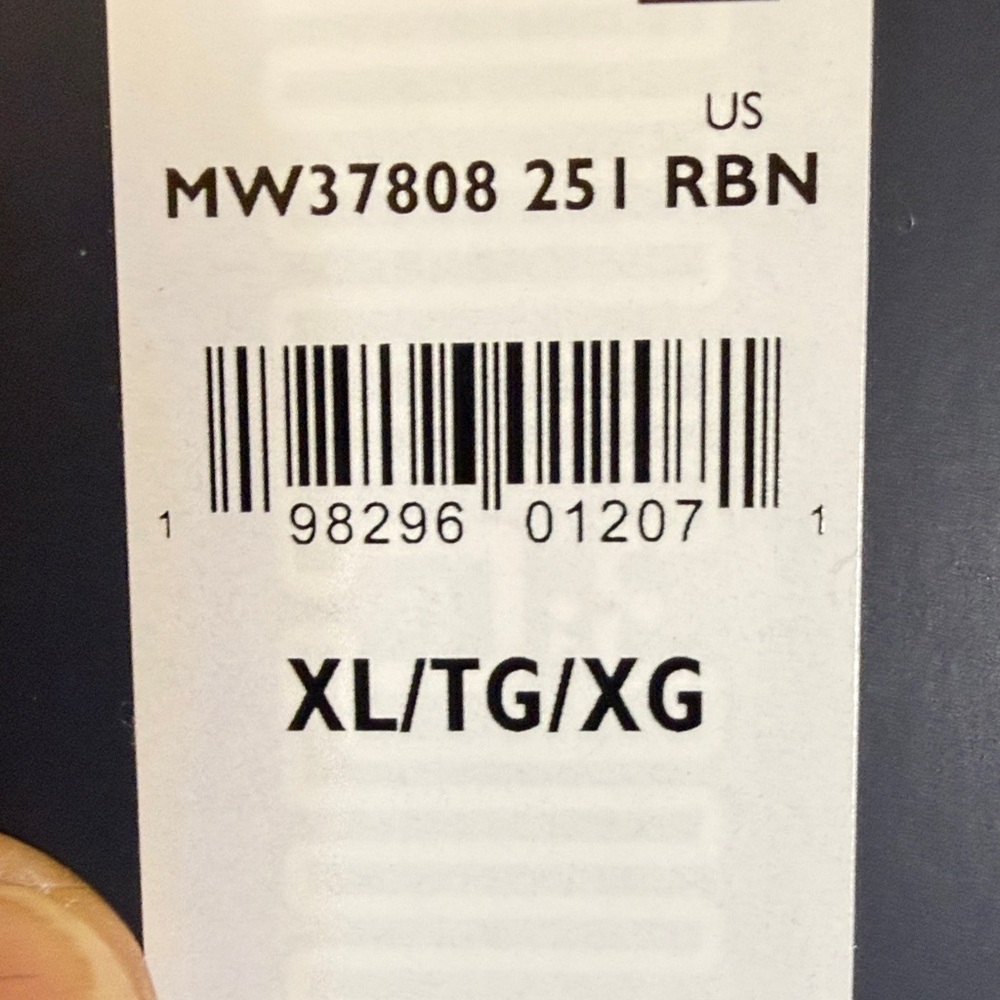 US
MW37808 251 RBN
1 98296 01207 1
XL/TG/XG